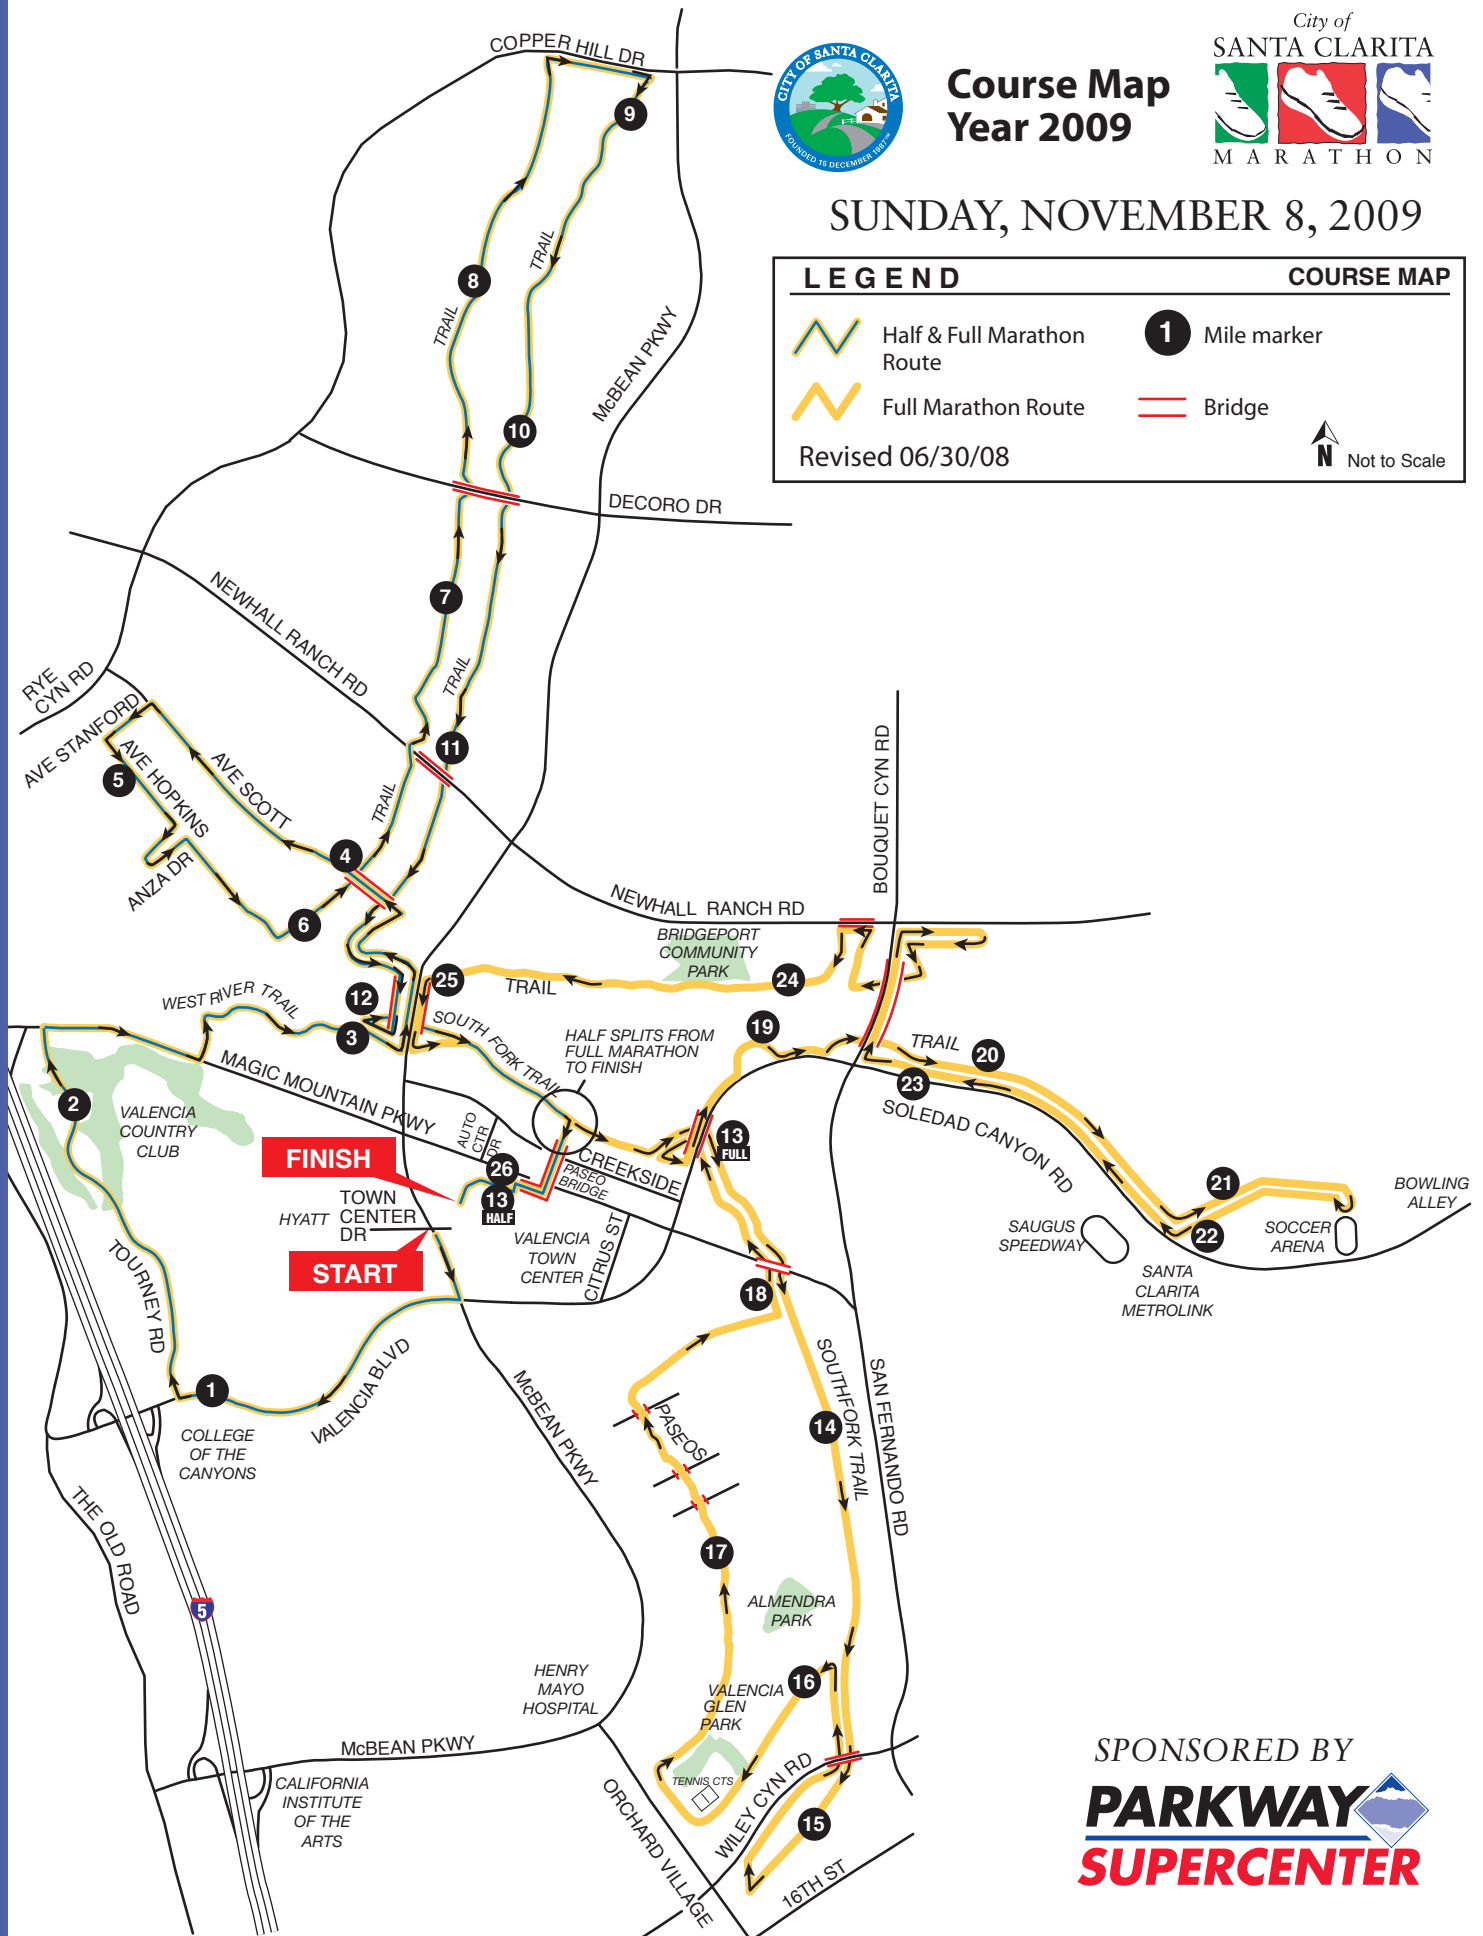 COPPER HILL DR
CITY OF SANTA CLARITA
FOUNDED 15 DECEMBER 1987™
Course Map
Year 2009
City of
SANTA CLARITA
MARATHON
SUNDAY, NOVEMBER 8, 2009
LEGEND
COURSE MAP
Half & Full Marathon
Route
1
Mile marker
Full Marathon Route
Bridge
Revised 06/30/08
N
Not to Scale
9
TRAIL
8
TRAIL
McBEAN PKWY
10
DECORO DR
7
NEWHALL RANCH RD
TRAIL
RYE
CYN RD
AVE STANFORD
11
5
AVE HOPKINS
AVE SCOTT
TRAIL
BOUQUET CYN RD
4
ANZA DR
6
NEWHALL RANCH RD
BRIDGEPORT
COMMUNITY
PARK
25
TRAIL
24
WEST RIVER TRAIL
12
3
SOUTH FORK TRAIL
HALF SPLITS FROM
FULL MARATHON
TO FINISH
19
TRAIL
20
23
MAGIC MOUNTAIN PKWY
2
VALENCIA
COUNTRY
CLUB
AUTO
CTR
DR
SOLEDAD CANYON RD
13
FULL
FINISH
26
CREEKSIDE
PASEO
BRIDGE
13
HALF
TOWN
CENTER
DR
HYATT
21
BOWLING
ALLEY
22
SAUGUS
SPEEDWAY
SOCCER
ARENA
START
VALENCIA
TOWN
CENTER
CITRUS ST
TOURNEY RD
SANTA
CLARITA
METROLINK
18
1
VALENCIA BLVD
McBEAN PKWY
SOUTHFORK TRAIL
SAN FERNANDO RD
COLLEGE
OF THE
CANYONS
PASEOS
14
THE OLD ROAD
17
5
ALMENDRA
PARK
HENRY
MAYO
HOSPITAL
16
VALENCIA
GLEN
PARK
McBEAN PKWY
TENNIS CTS
WILEY CYN RD
CALIFORNIA
INSTITUTE
OF THE
ARTS
ORCHARD VILLAGE
15
16TH ST
SPONSORED BY
PARKWAY
SUPERCENTER